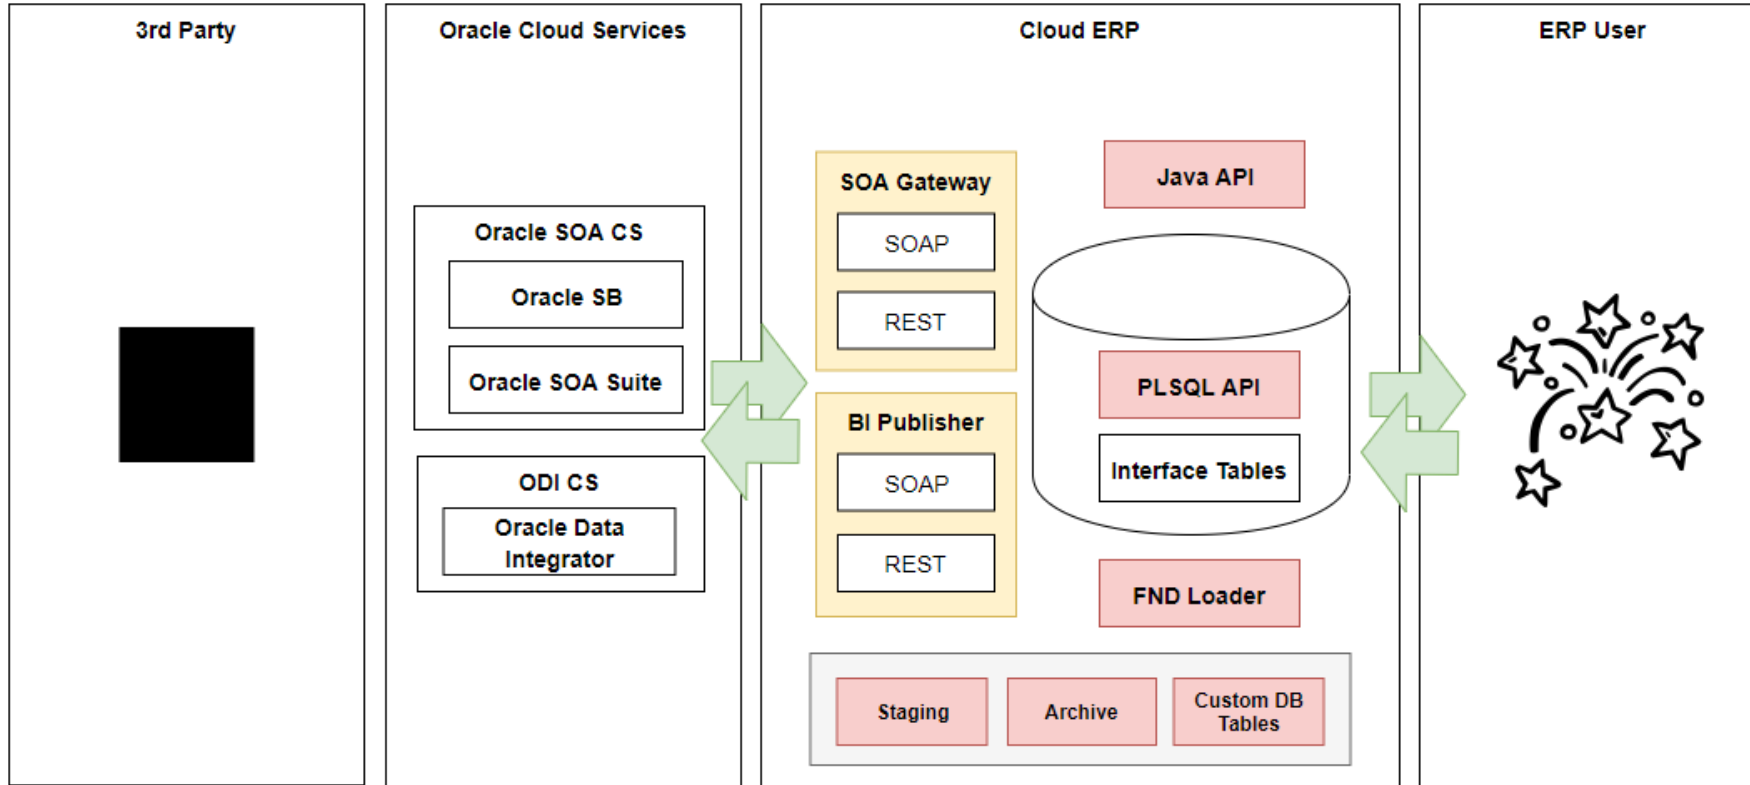 3rd Party
Oracle Cloud Services
Cloud ERP
ERP User
Oracle SOA CS
Oracle SB
Oracle SOA Suite
ODI CS
Oracle Data
Integrator
SOA Gateway
SOAP
REST
BI Publisher
SOAP
REST
Java API
PLSQL API
Interface Tables
FND Loader
Staging
Archive
Custom DB
Tables